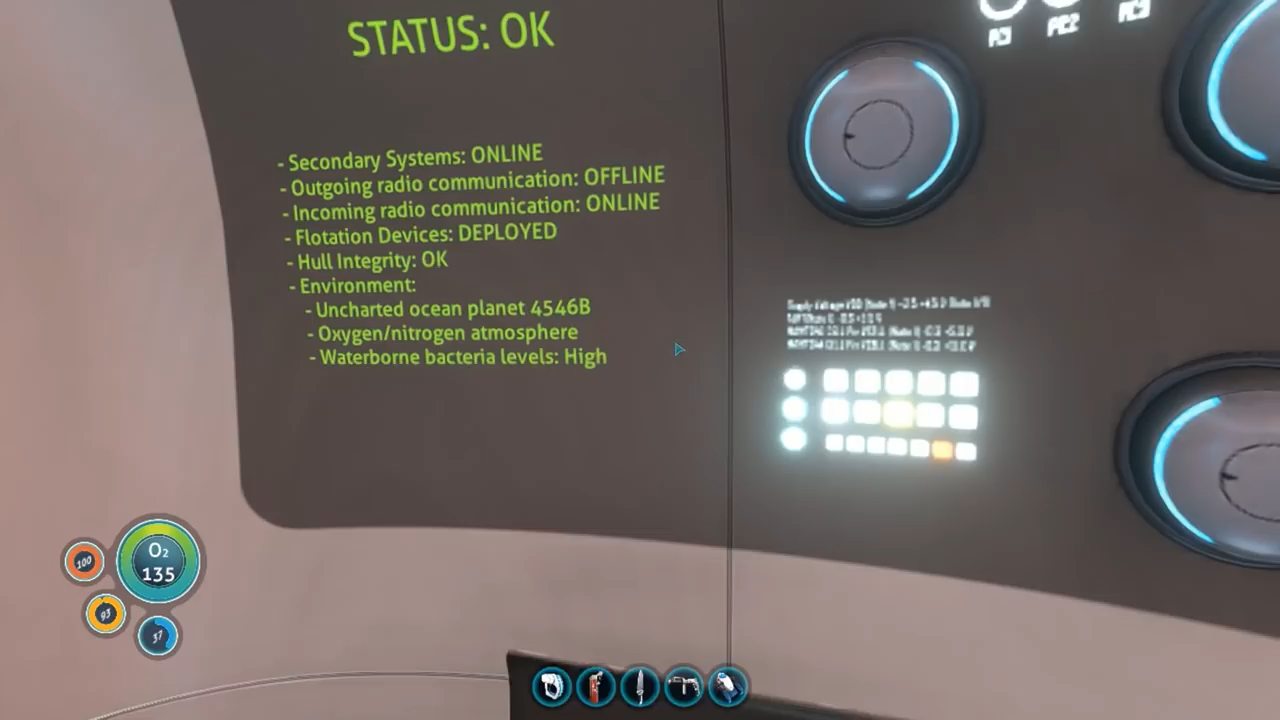 STATUS: OK
- Secondary Systems: ONLINE
- Outgoing radio communication: OFFLINE
- Incoming radio communication: ONLINE
- Flotation Devices: DEPLOYED
- Hull Integrity: OK
- Environment:
- Uncharted ocean planet 4546B
- Oxygen/nitrogen atmosphere
- Waterborne bacteria levels: High
O₂
135
100
93